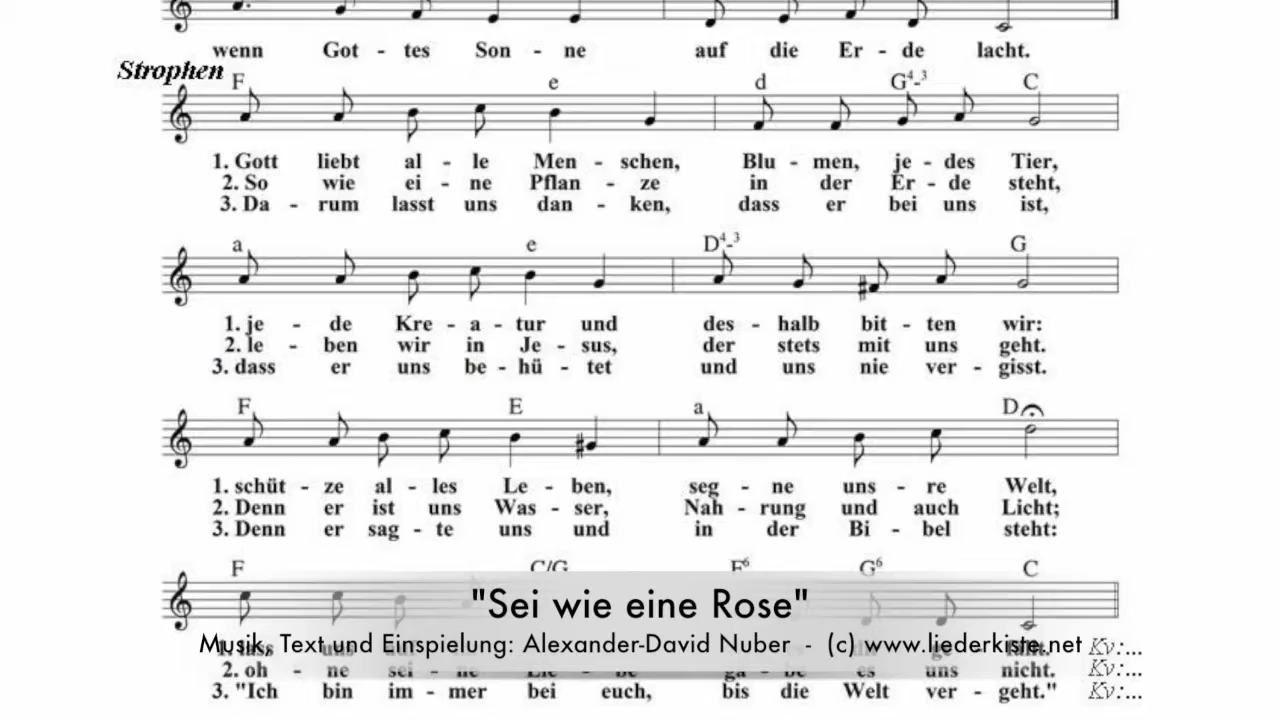 wenn Got - tes Son - ne auf die Er - de lacht.
Strophen
F e d G4-3 C
1. Gott liebt al - le Men - schen, Blu - men, je - des Tier,
2. So wie ei - ne Pflan - ze in der Er - de steht,
3. Da - rum lasst uns dan - ken, dass er bei uns ist,
a e D4-3 G
1. je - de Kre - a - tur und des - halb bit - ten wir:
2. le - ben wir in Je - sus, der stets mit uns geht.
3. dass er uns be - hü - tet und uns nie ver - gisst.
F E a D
1. schüt - ze al - les Le - ben, seg - ne uns - re Welt,
2. Denn er ist uns Was - ser, Nah - rung und auch Licht;
3. Denn er sag - te uns und in der Bi - bel steht:
F C/G F6 G6 C
"Sei wie eine Rose"
Musik, Text und Einspielung: Alexander-David Nuber - (c) www.liederkiste.net
Kv:...
2. oh - ne sei - ne Lie - be gä - be es uns nicht. Kv:...
3. "Ich bin im - mer bei euch, bis die Welt ver - geht." Kv:...